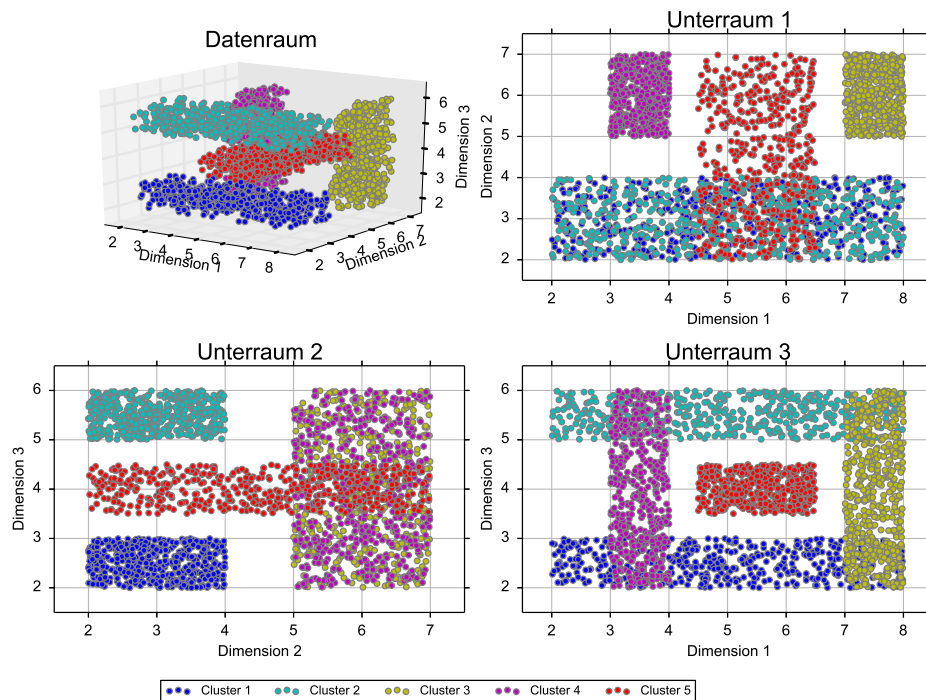 Datenraum
6
5
4
3
2
Dimension 3
2 3 4 5 6 7 8
Dimension 1
2 3 4 5 6 7
Dimension 2
Unterraum 1
7
6
5
4
3
2
Dimension 2
2 3 4 5 6 7 8
Dimension 1
Unterraum 2
6
5
4
3
2
Dimension 3
2 3 4 5 6 7
Dimension 2
Unterraum 3
6
5
4
3
2
Dimension 3
2 3 4 5 6 7 8
Dimension 1
Cluster 1 Cluster 2 Cluster 3 Cluster 4 Cluster 5